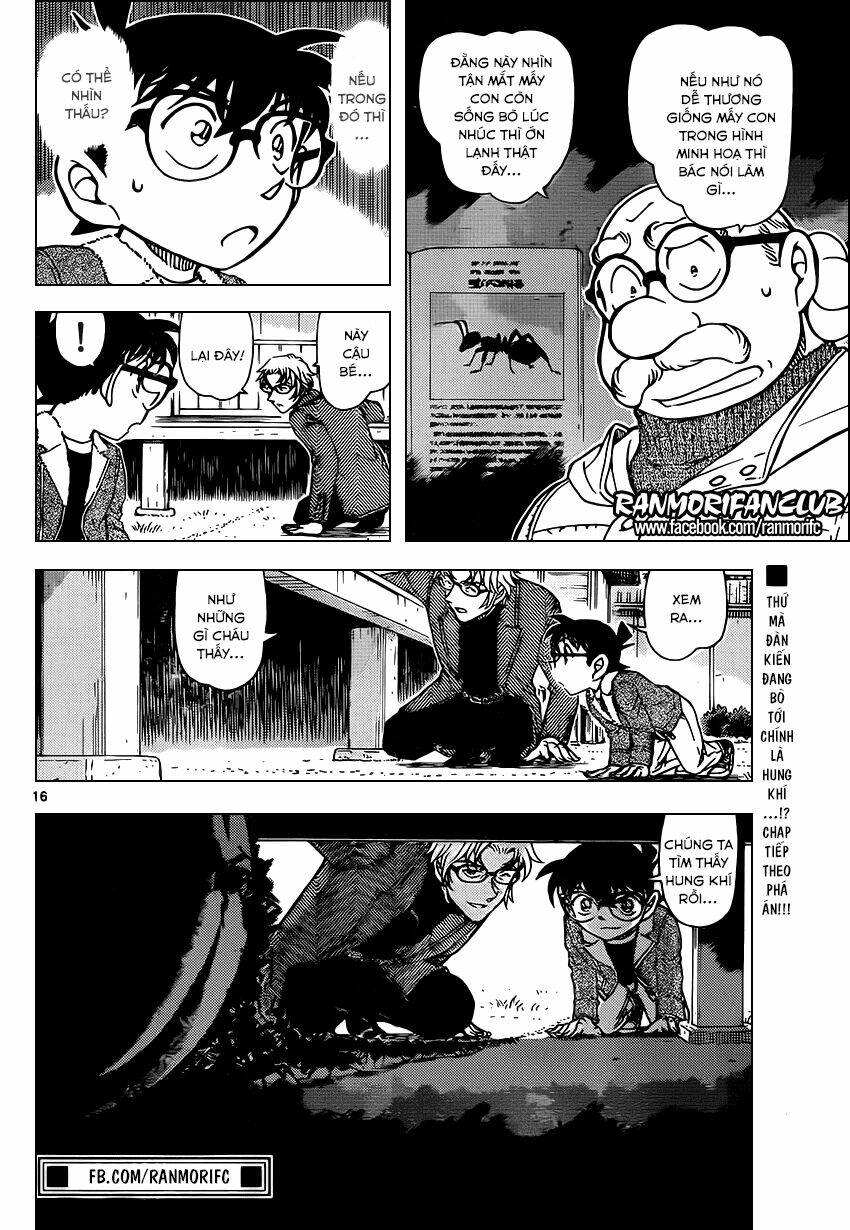 NẾU NHƯ NÓ
DỄ THƯƠNG
GIỐNG MẤY CON
TRONG HÌNH
MINH HOẠ THÌ
BÁC NÓI LÀM
GÌ...
ĐẰNG NÀY NHÌN
TẬN MẮT MẤY
CON CÒN
SỐNG BÒ LÚC
NHÚC THÌ ỚN
LẠNH THẬT
ĐẤY...
RANMORIFANCLUB
www.facebook.com/ranmorifc
NẾU
TRONG
ĐÓ THÌ
...
CÓ THỂ
NHÌN
THẤU?
NÀY
CẬU
BÉ...
LẠI ĐÂY!
!
XEM
RA...
NHƯ
NHỮNG
GÌ CHÁU
THẤY...
THỨ
MÀ
ĐÀN
KIẾN
ĐANG
BÒ
TỚI
CHÍNH
LÀ
HUNG
KHÍ
...!?
CHAP
TIẾP
THEO
PHÁ
ÁN!!!
16
CHÚNG TA
TÌM THẤY
HUNG KHÍ
RỒI...
FB.COM/RANMORIFC